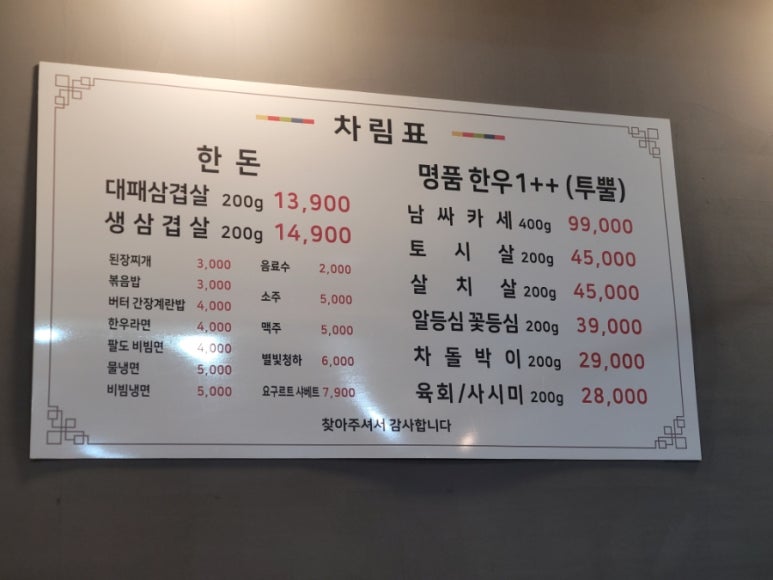 차림표
한돈
대패삼겹살 200g 13,900
생삼겹살 200g 14,900
된장찌개 3,000
볶음밥 3,000
버터 간장계란밥 4,000
한우라면 4,000
팔도 비빔면 4,000
물냉면 5,000
비빔냉면 5,000
음료수 2,000
소주 5,000
맥주 5,000
별빛청하 6,000
요구르트 샤베트 7,900
명품 한우1++ (투뿔)
남싸카세 400g 99,000
토시살 200g 45,000
살치살 200g 45,000
알등심 꽃등심 200g 39,000
차돌박이 200g 29,000
육회/사시미 200g 28,000
찾아주셔서 감사합니다